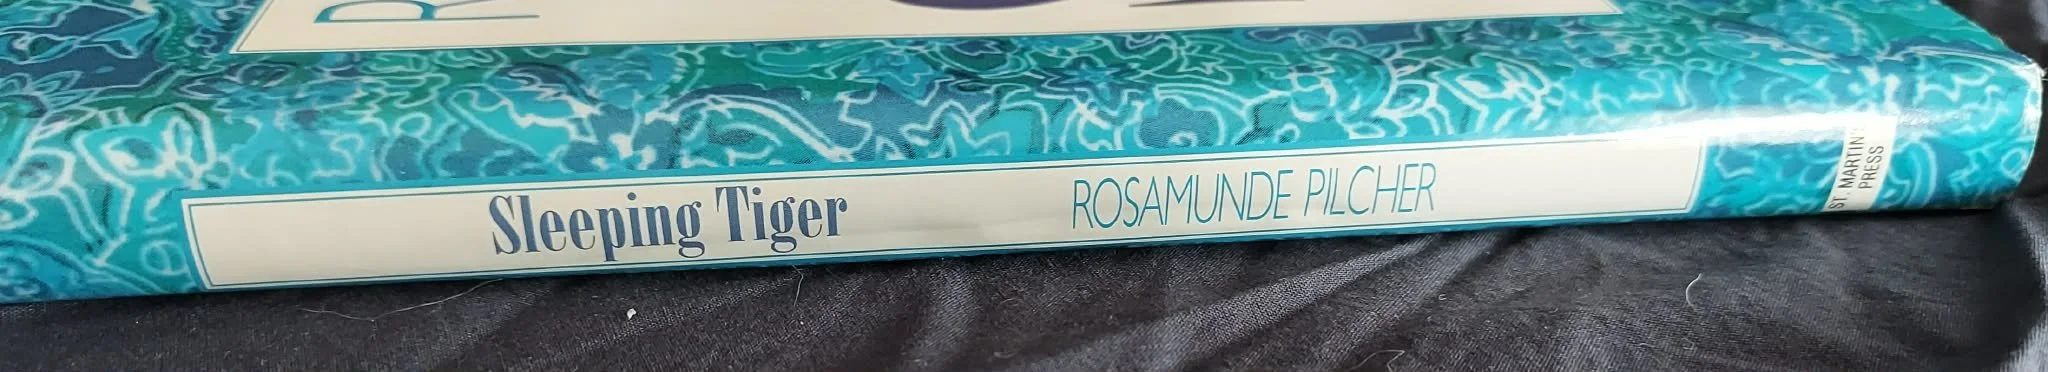 Sleeping Tiger
ROSAMUNDE PILCHER
ST. MARTIN'S
PRESS